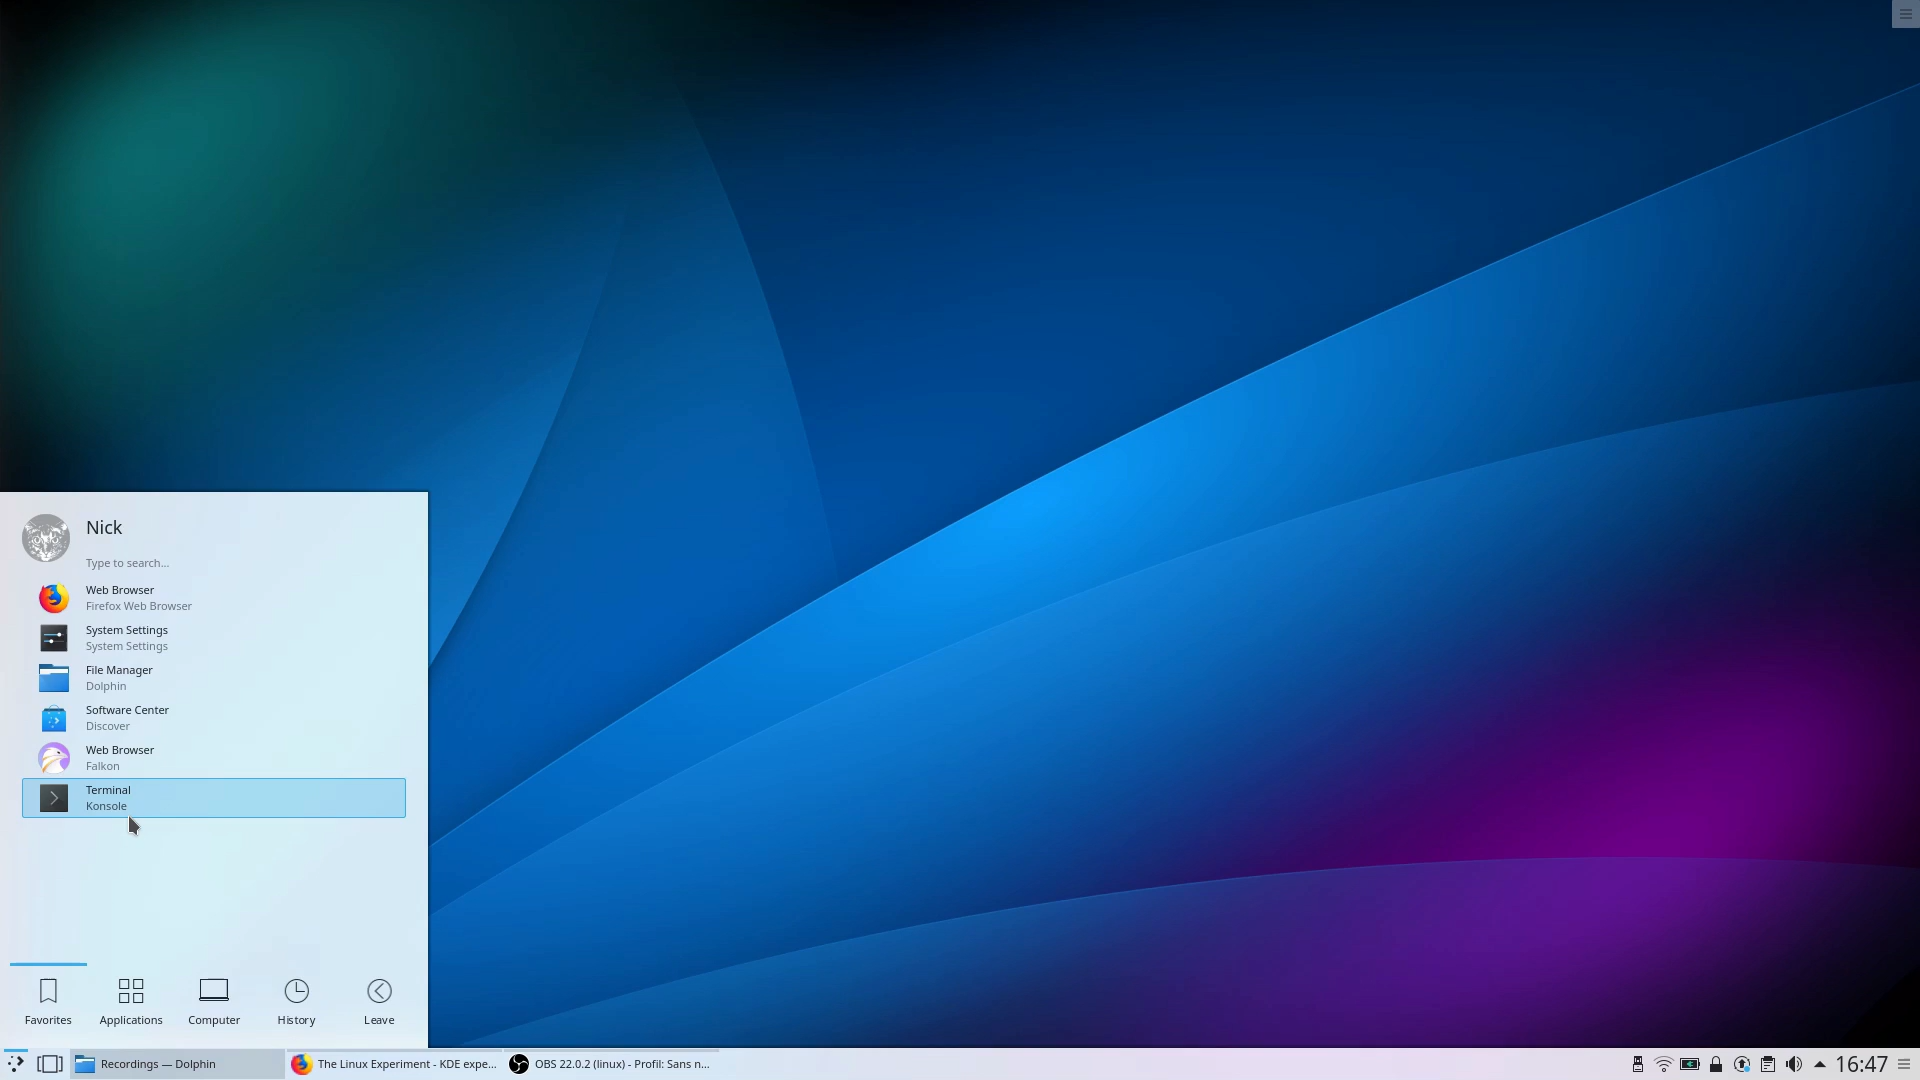 Nick
Type to search...
Web Browser
Firefox Web Browser
System Settings
System Settings
File Manager
Dolphin
Software Center
Discover
Web Browser
Falkon
Terminal
Konsole
Favorites
Applications
Computer
History
Leave
Recordings — Dolphin
The Linux Experiment - KDE expe...
OBS 22.0.2 (linux) - Profil: Sans n...
16:47